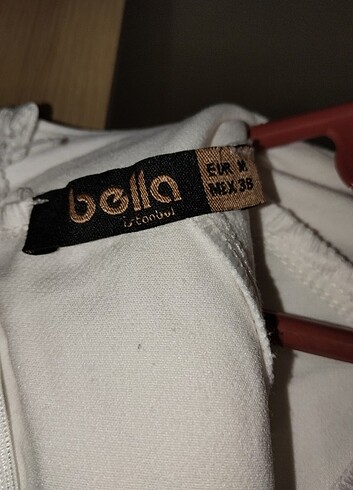 bella
istanbul
EUR M
MEX 38